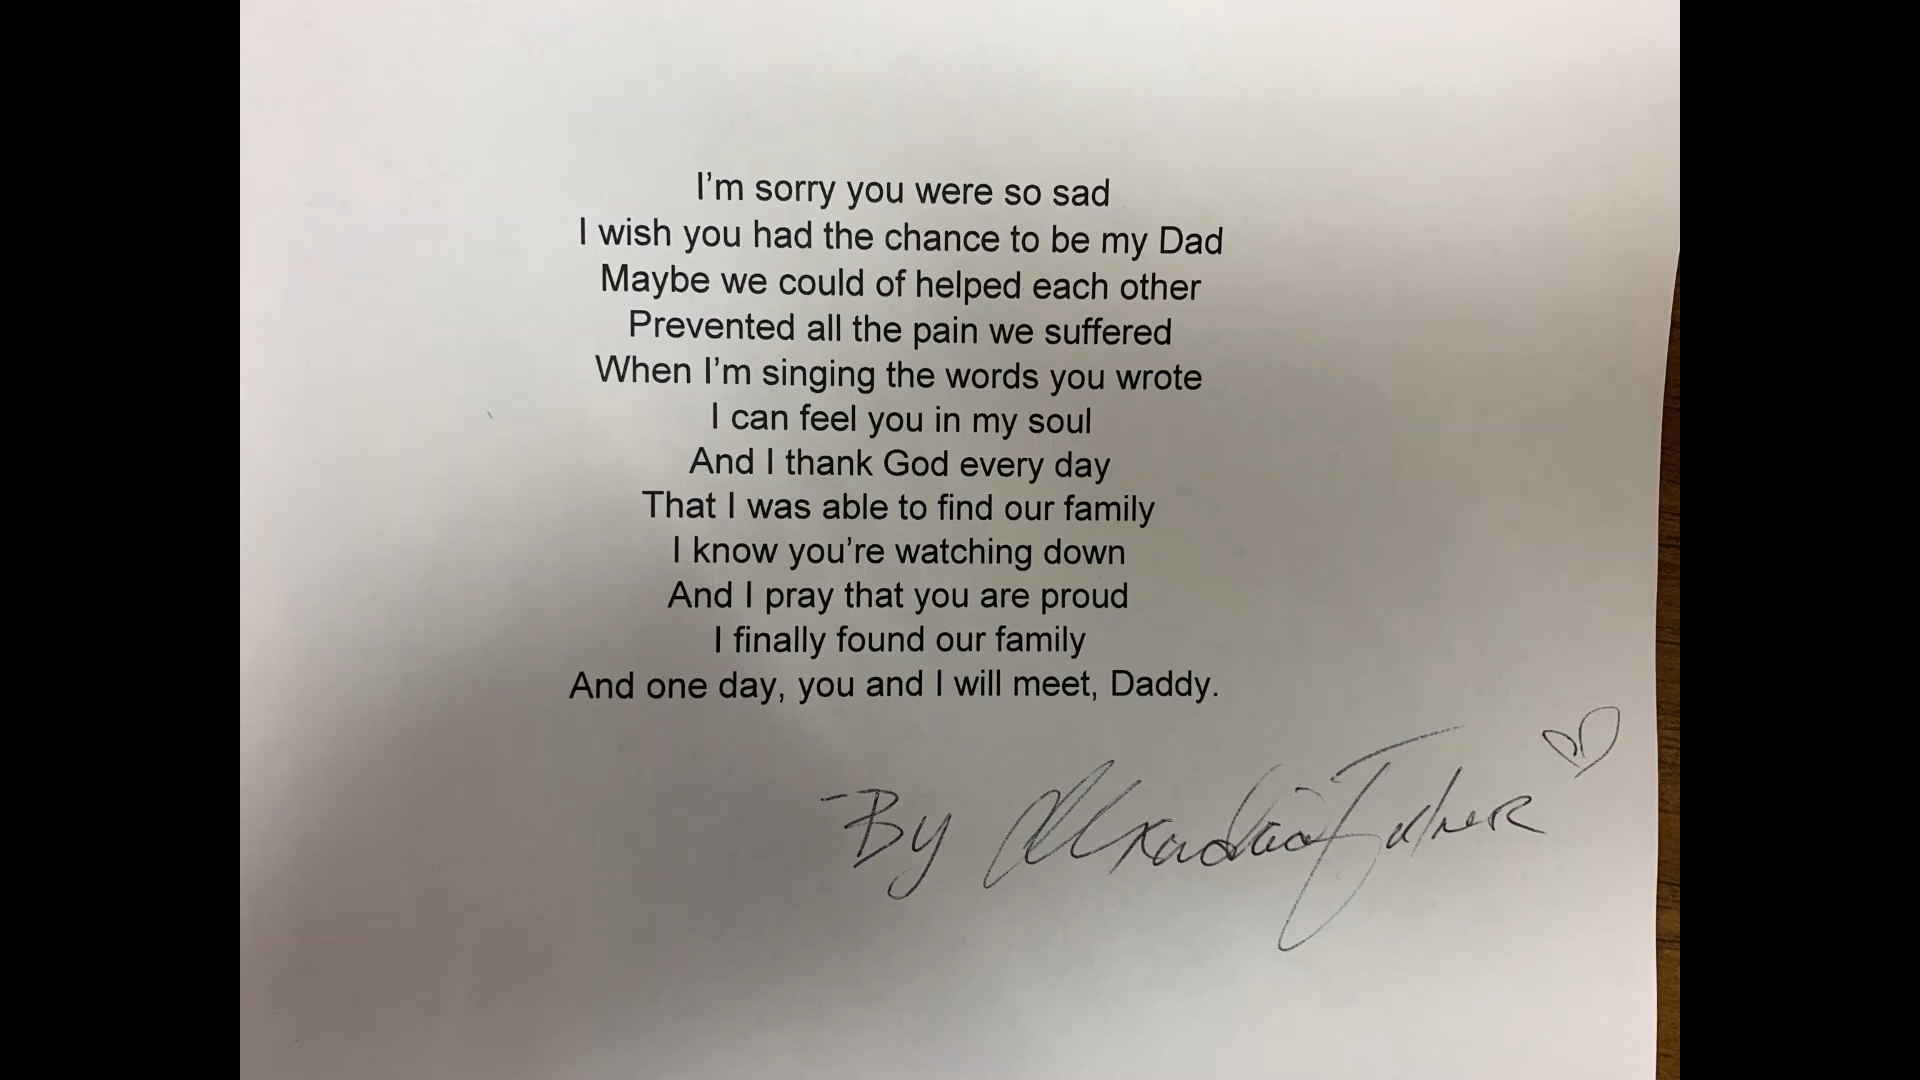 I'm sorry you were so sad
I wish you had the chance to be my Dad
Maybe we could of helped each other
Prevented all the pain we suffered
When I'm singing the words you wrote
I can feel you in my soul
And I thank God every day
That I was able to find our family
I know you're watching down
And I pray that you are proud
I finally found our family
And one day, you and I will meet, Daddy.
-By